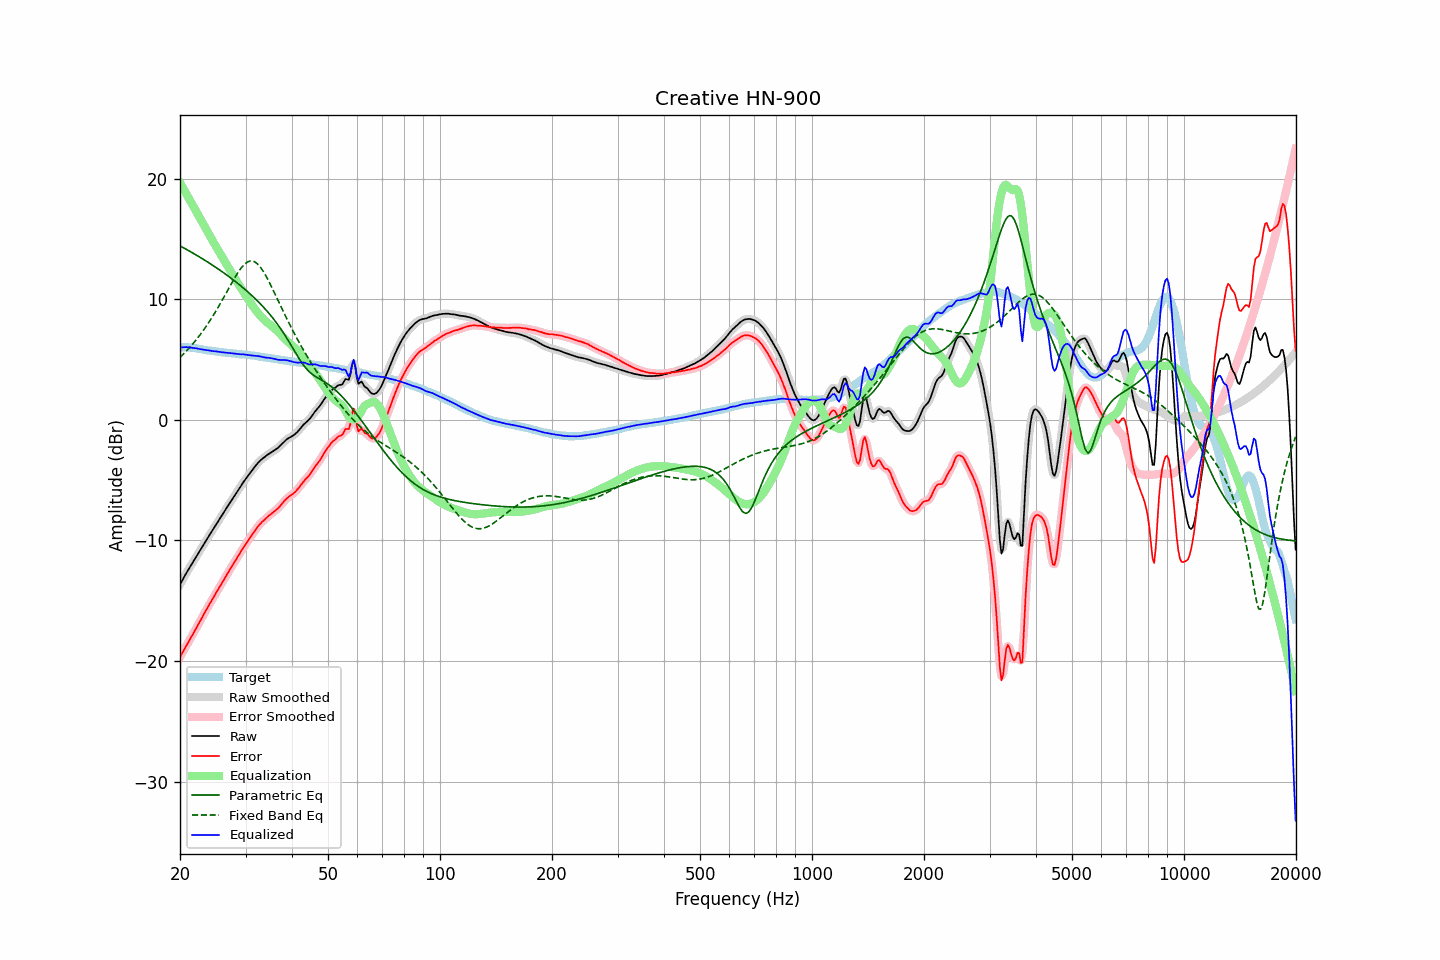 Creative HN-900
Amplitude (dBr)
20
10
0
−10
−20
−30
Target
Raw Smoothed
Error Smoothed
Raw
Error
Equalization
Parametric Eq
Fixed Band Eq
Equalized
20 50 100 200 500 1000 2000 5000 10000 20000
Frequency (Hz)